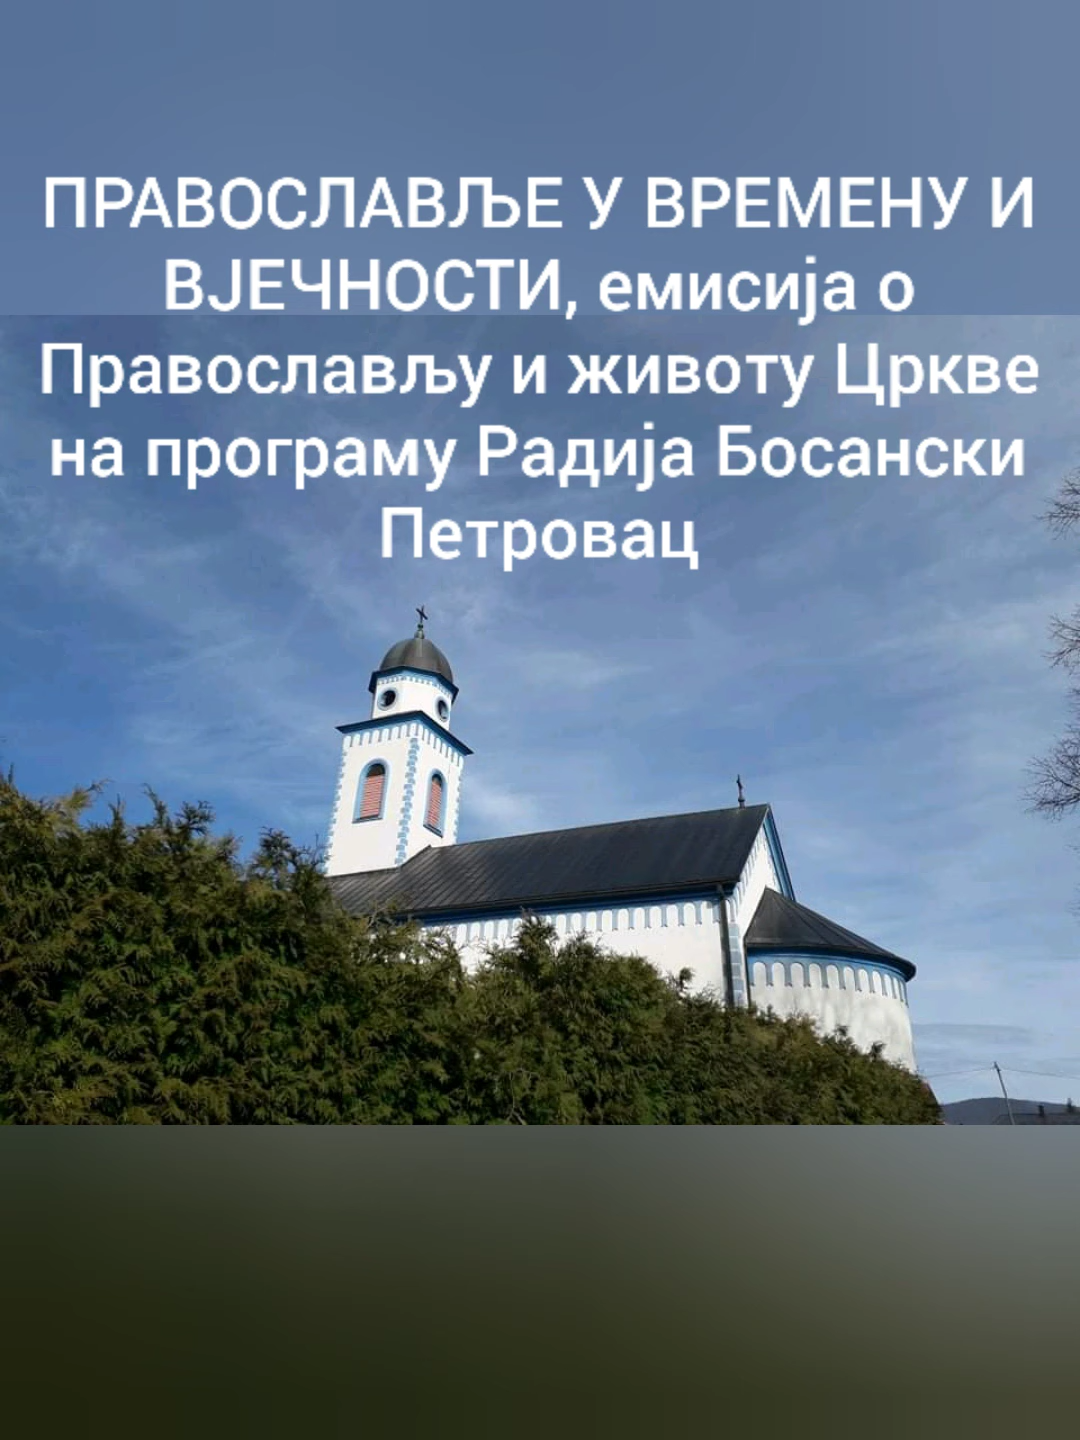 ПРАВОСЛАВЉЕ У ВРЕМЕНУ И
ВЈЕЧНОСТИ, емисија о
Православљу и животу Цркве
на програму Радија Босански
Петровац